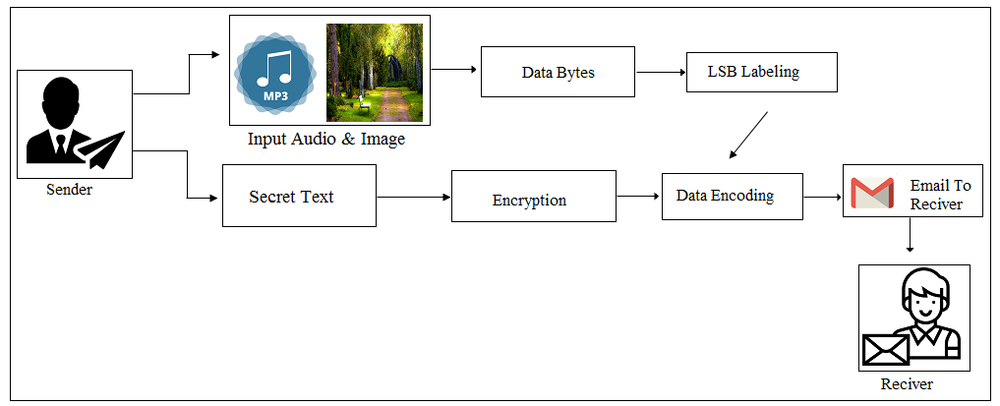 MP3
Input Audio & Image
Data Bytes
LSB Labeling
Sender
Secret Text
Encryption
Data Encoding
Email To
Reciver
Reciver